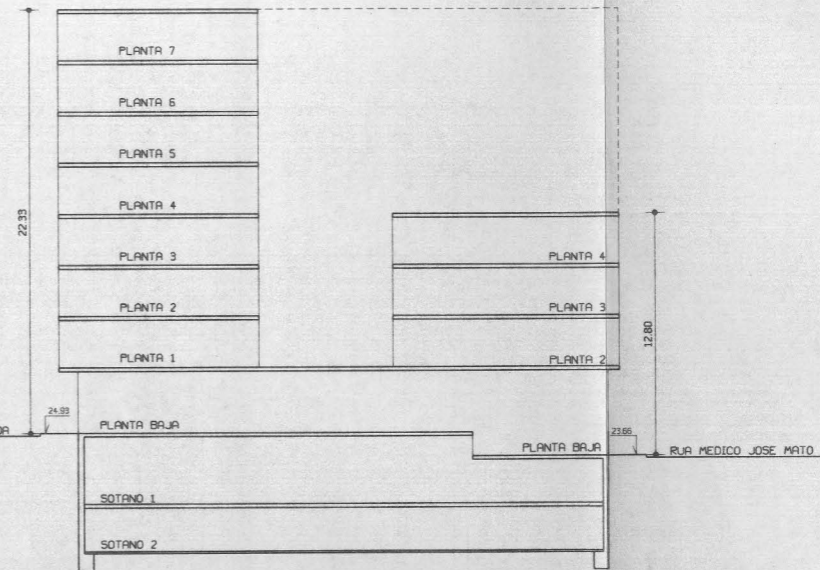 PLANTA 7
PLANTA 6
PLANTA 5
PLANTA 4
22.33
PLANTA 3
PLANTA 4
PLANTA 2
PLANTA 3
12.80
PLANTA 1
PLANTA 2
24.93
PLANTA BAJA
23.66
PLANTA BAJA
RUA MEDICO JOSE MATO
SOTANO 1
SOTANO 2